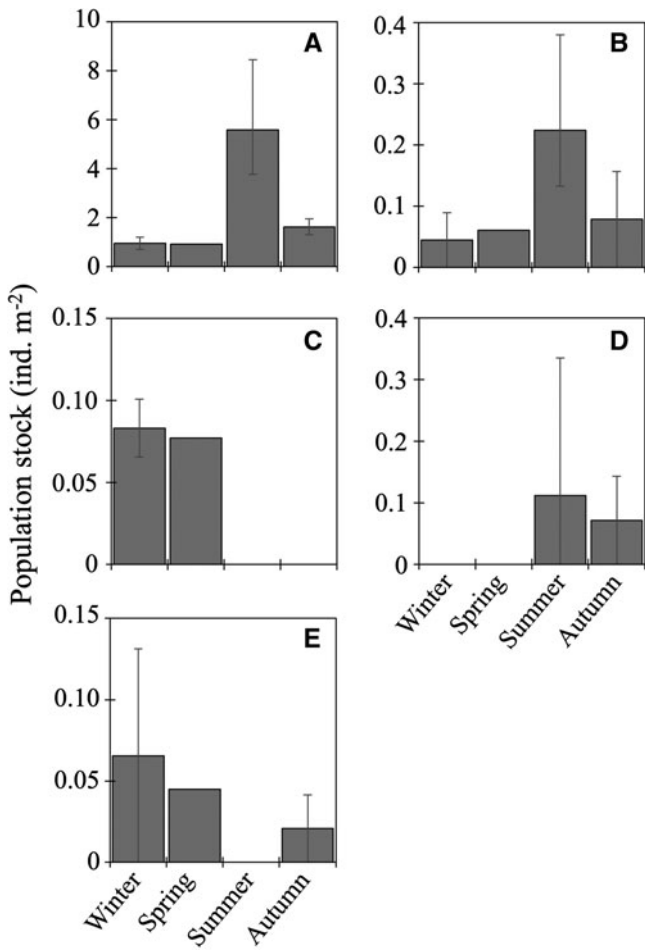 Population stock (ind. m-2)
A
10
8
6
4
2
0
B
0.4
0.3
0.2
0.1
0
C
0.15
0.10
0.05
0
D
0.4
0.3
0.2
0.1
0
Winter
Spring
Summer
Autumn
E
0.15
0.10
0.05
0
Winter
Spring
Summer
Autumn